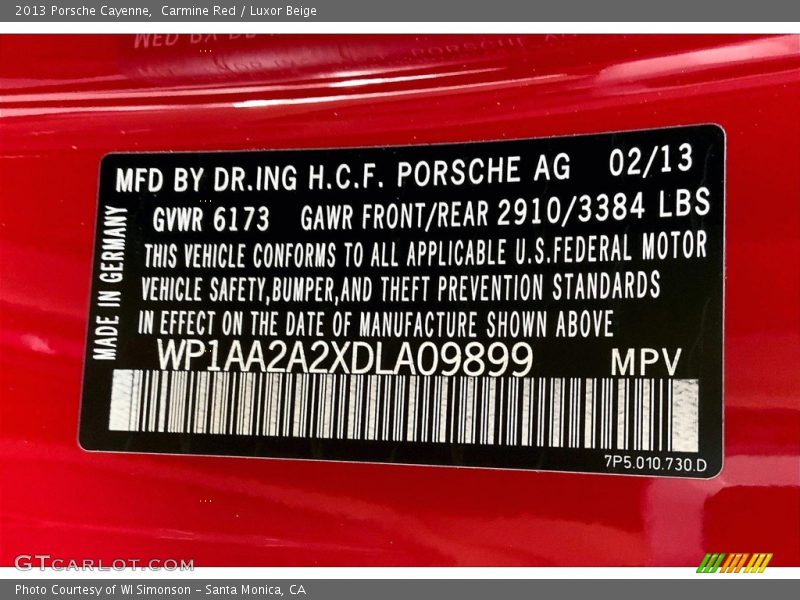 2013 Porsche Cayenne,  Carmine Red / Luxor Beige
MFD BY DR.ING H.C.F. PORSCHE AG 02/13
GVWR 6173 GAWR FRONT/REAR 2910/3384 LBS
THIS VEHICLE CONFORMS TO ALL APPLICABLE U.S.FEDERAL MOTOR
VEHICLE SAFETY,BUMPER,AND THEFT PREVENTION STANDARDS
IN EFFECT ON THE DATE OF MANUFACTURE SHOWN ABOVE
MADE IN GERMANY
WP1AA2A2XDLA09899 MPV
7P5.010.730.D
GTCARLOT.COM
Photo Courtesy of WI Simonson - Santa Monica, CA